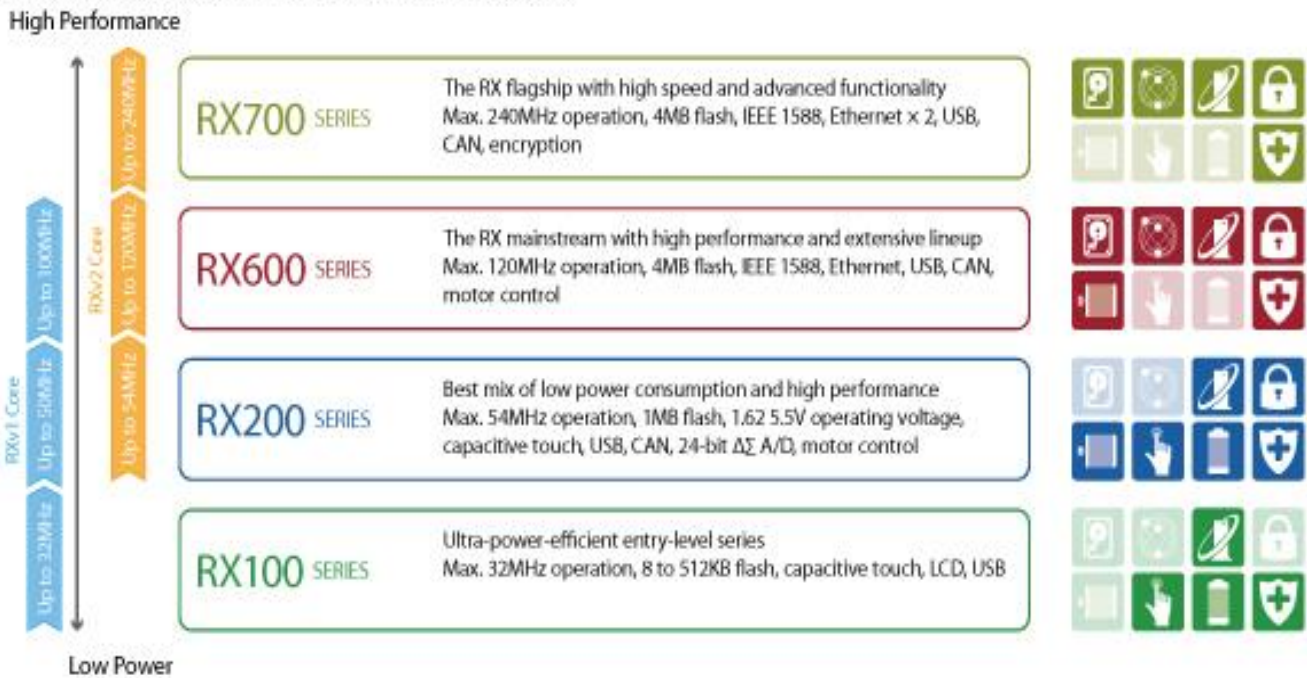 High Performance
Up to 240MHz
RX700 SERIES
The RX flagship with high speed and advanced functionality
Max. 240MHz operation, 4MB flash, IEEE 1588, Ethernet × 2, USB,
CAN, encryption
RXv2 Core
Up to 120MHz
Up to 100MHz
RX600 SERIES
The RX mainstream with high performance and extensive lineup
Max. 120MHz operation, 4MB flash, IEEE 1588, Ethernet, USB, CAN,
motor control
RXv1 Core
Up to 50MHz
Up to 54MHz
RX200 SERIES
Best mix of low power consumption and high performance
Max. 54MHz operation, 1MB flash, 1.62 5.5V operating voltage,
capacitive touch, USB, CAN, 24-bit ΔΣ A/D, motor control
Up to 32MHz
RX100 SERIES
Ultra-power-efficient entry-level series
Max. 32MHz operation, 8 to 512KB flash, capacitive touch, LCD, USB
Low Power